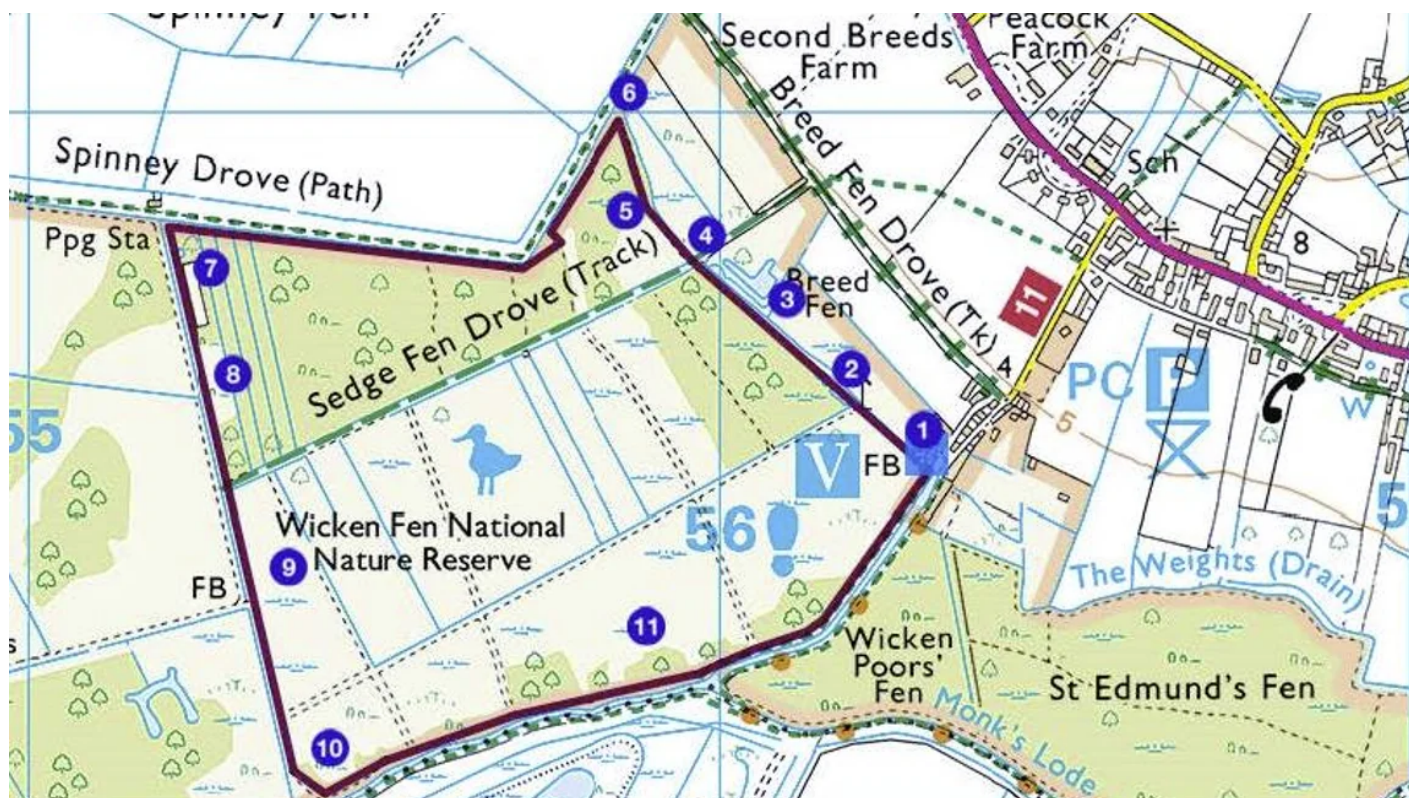 Spinney Fen
Second Breeds
Farm
Peacock
Farm
6
Breed Fen Drove (Tk)
Sch
Spinney Drove (Path)
5
4
8
Ppg Sta
7
Sedge Fen Drove (Track)
3
Breed
Fen
11
2
4
8
PC P
55
1
5
W
V
FB
56
5
Wicken Fen National
Nature Reserve
9
The Weights (Drain)
FB
11
s
Wicken
Poors'
Fen
St Edmund's Fen
Monk's Lode
10